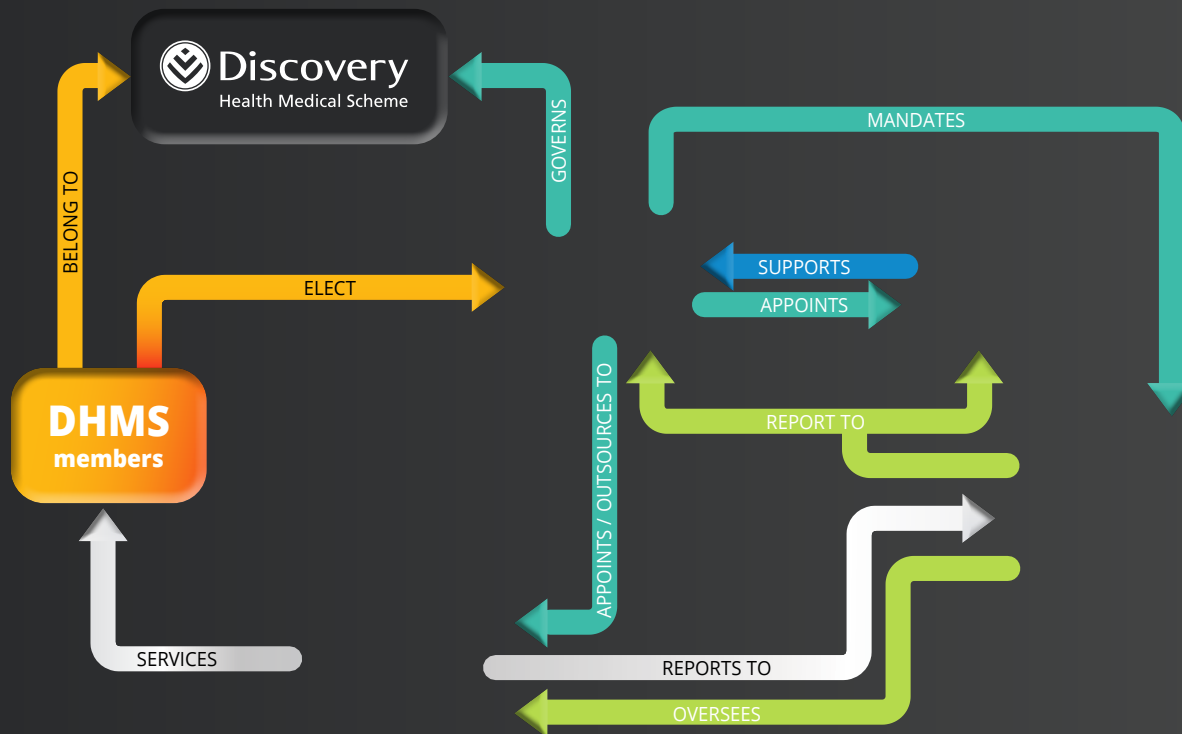 Discovery
Health Medical Scheme
GOVERNS
MANDATES
BELONG TO
SUPPORTS
ELECT
APPOINTS
DHMS
members
APPOINTS / OUTSOURCES TO
REPORT TO
SERVICES
REPORTS TO
OVERSEES